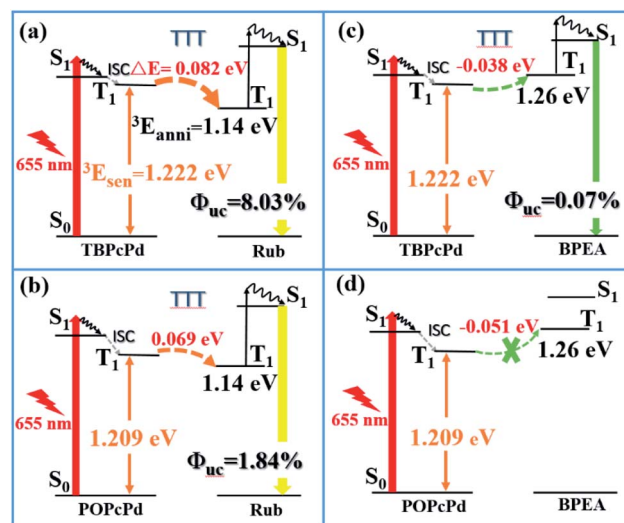 (a)
TTT
S1
S1
ISC
△E= 0.082 eV
T1
T1
³Eanni=1.14 eV
655 nm
³Esen=1.222 eV
Φuc=8.03%
S0
TBPcPd
Rub
(c)
TTT
S1
S1
ISC
-0.038 eV
T1
T1
1.26 eV
655 nm
1.222 eV
Φuc=0.07%
S0
TBPcPd
BPEA
(b)
TTT
S1
S1
ISC
0.069 eV
T1
T1
1.14 eV
655 nm
1.209 eV
Φuc=1.84%
S0
POPcPd
Rub
(d)
S1
S1
ISC
-0.051 eV
T1
T1
1.26 eV
655 nm
1.209 eV
S0
POPcPd
BPEA